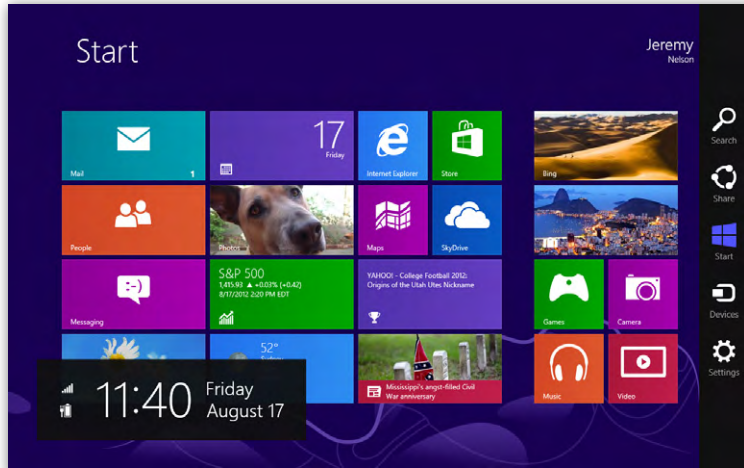 Start
Jeremy
Nelson
Mail
1
17
Friday
Internet Explorer
Store
Bing
People
Photos
Maps
SkyDrive
Messaging
:-)
S&P 500
1,415.93 ▲ +0.03% (+0.42)
8/17/2012 2:20 PM EDT
YAHOO! - College Football 2012:
Origins of the Utah Utes Nickname
Games
Camera
52°
Mississippi's angst-filled Civil
War anniversary
Music
Video
11:40
Friday
August 17
Search
Share
Start
Devices
Settings